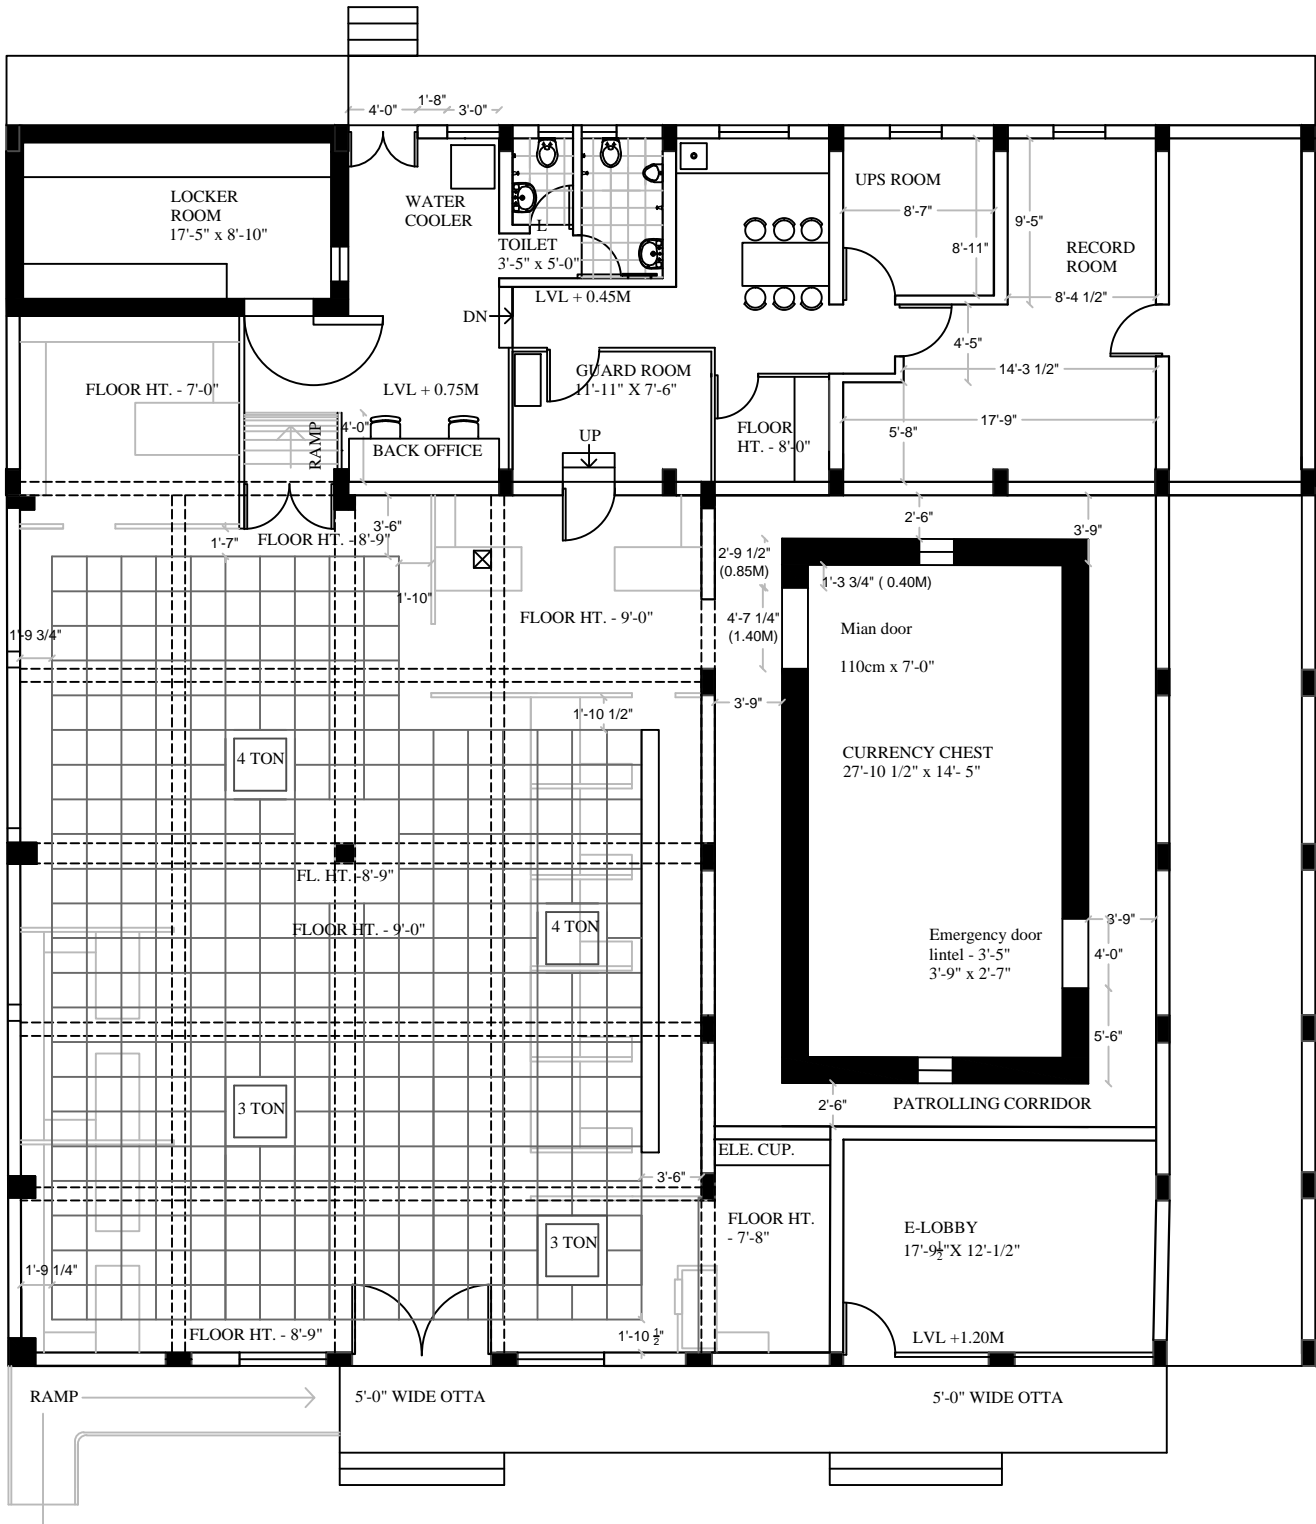 1'-8"
4'-0"
3'-0"
LOCKER
ROOM
17'-5" x 8'-10"
WATER
COOLER
L
TOILET
3'-5" x 5'-0"
UPS ROOM
8'-7"
8'-11"
9'-5"
RECORD
ROOM
8'-4 1/2"
LVL + 0.45M
DN
4'-5"
14'-3 1/2"
GUARD ROOM
11'-11" X 7'-6"
FLOOR HT. - 7'-0"
LVL + 0.75M
17'-9"
5'-8"
4'-0"
RAMP
BACK OFFICE
UP
FLOOR
HT. - 8'-0"
3'-6"
1'-7"
FLOOR HT. -8'-9"
2'-6"
3'-9"
2'-9 1/2"
(0.85M)
1'-3 3/4" ( 0.40M)
1'-10"
FLOOR HT. - 9'-0"
4'-7 1/4"
(1.40M)
1'-9 3/4"
Mian door
110cm x 7'-0"
3'-9"
1'-10 1/2"
4 TON
CURRENCY CHEST
27'-10 1/2" x 14'- 5"
FL. HT. -8'-9"
FLOOR HT. - 9'-0"
4 TON
3'-9"
Emergency door
lintel - 3'-5"
3'-9" x 2'-7"
4'-0"
5'-6"
3 TON
2'-6"
PATROLLING CORRIDOR
ELE. CUP.
3'-6"
FLOOR HT.
- 7'-8"
E-LOBBY
17'-9½"X 12'-1/2"
3 TON
1'-9 1/4"
FLOOR HT. - 8'-9"
1'-10 ½"
LVL +1.20M
RAMP
5'-0" WIDE OTTA
5'-0" WIDE OTTA